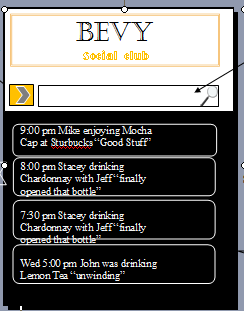 BEVY
Social club
9:00 pm Mike enjoying Mocha
Cap at Sturbucks “Good Stuff”
8:00 pm Stacey drinking
Chardonnay with Jeff “finally
opened that bottle”
7:30 pm Stacey drinking
Chardonnay with Jeff “finally
opened that bottle”
Wed 5:00 pm John was drinking
Lemon Tea “unwinding”